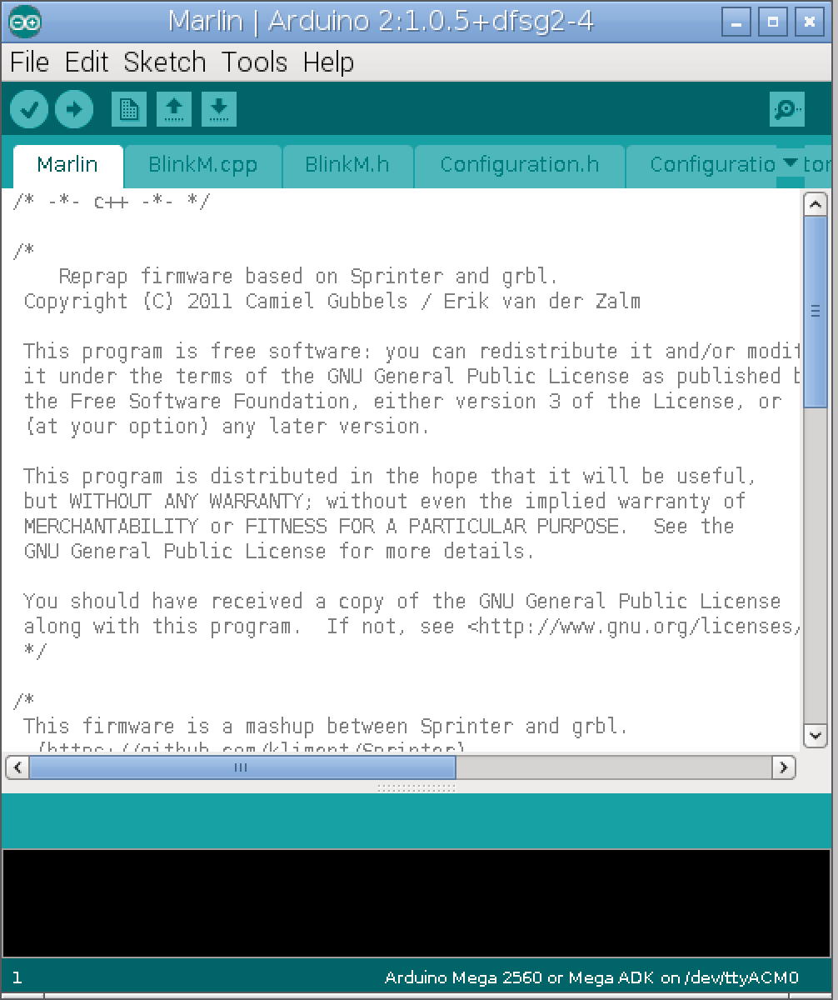 Marlin | Arduino 2:1.0.5+dfsg2-4
File Edit Sketch Tools Help
Marlin BlinkM.cpp BlinkM.h Configuration.h Configuratio tor
/* -*- c++ -*- */
/*
Reprap firmware based on Sprinter and grbl.
Copyright (C) 2011 Camiel Gubbels / Erik van der Zalm
This program is free software: you can redistribute it and/or modif
it under the terms of the GNU General Public License as published b
the Free Software Foundation, either version 3 of the License, or
(at your option) any later version.
This program is distributed in the hope that it will be useful,
but WITHOUT ANY WARRANTY; without even the implied warranty of
MERCHANTABILITY or FITNESS FOR A PARTICULAR PURPOSE.  See the
GNU General Public License for more details.
You should have received a copy of the GNU General Public License
along with this program.  If not, see <http://www.gnu.org/licenses/
*/
/*
This firmware is a mashup between Sprinter and grbl.
(https://github.com/kliment/Sprinter)
1
Arduino Mega 2560 or Mega ADK on /dev/ttyACM0